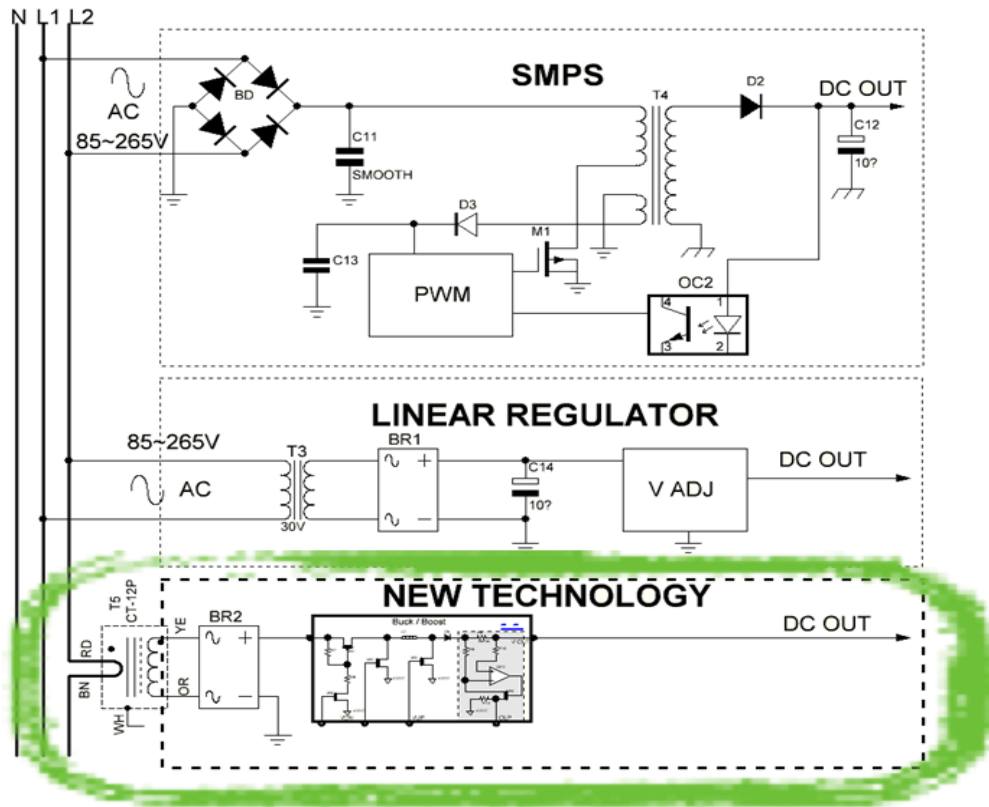 N L1 L2
SMPS
AC
85~265V
BD
C11
SMOOTH
T4
D2
DC OUT
C12
10?
D3
M1
C13
PWM
OC2
4
1
3
2
LINEAR REGULATOR
85~265V
AC
T3
30V
BR1
C14
10?
V ADJ
DC OUT
NEW TECHNOLOGY
T5
CT-12P
RD
BN
WH
YE
OR
BR2
Buck / Boost
DC OUT